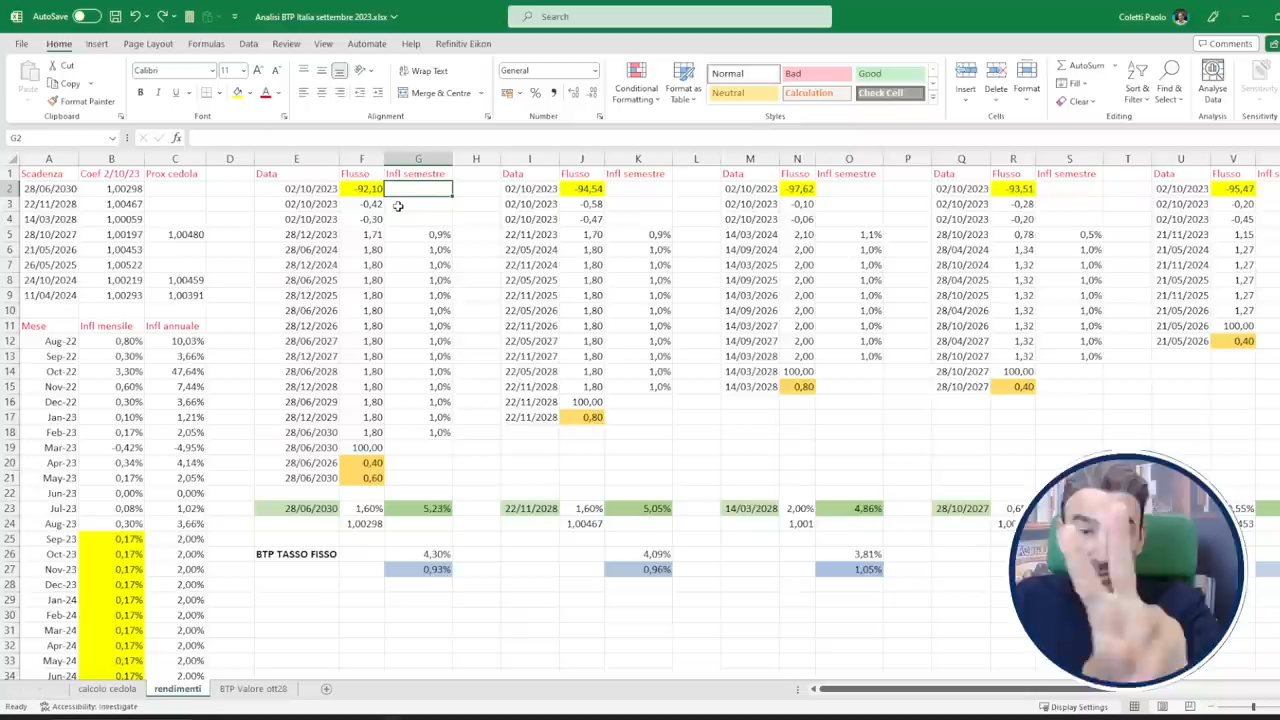 AutoSave Off Analisi BTP Italia settembre 2023.xlsx Search Coletti Paolo
File Home Insert Page Layout Formulas Data Review View Automate Help Refinitiv Eikon Comments
Paste Cut Copy Format Painter Clipboard
Calibri 11 Font
Wrap Text Merge & Centre Alignment
General Number
Conditional Formatting Format as Table Normal Bad Good Neutral Calculation Check Cell Styles
Insert Delete Format Cells
AutoSum Fill Clear Sort & Filter Find & Select Editing
Analyse Data Analysis
Sensitivity Sensitivity
G2 fx
A B C D E F G H I J K L M N O P Q R S T U V
1 Scadenza Coef 2/10/23 Prox cedola Data Flusso Infl semestre Data Flusso Infl semestre Data Flusso Infl semestre Data Flusso Infl semestre Data Flusso
2 28/06/2030 1,00298 02/10/2023 -92,10 02/10/2023 -94,54 02/10/2023 -97,62 02/10/2023 -93,51 02/10/2023 -95,47
3 22/11/2028 1,00467 02/10/2023 -0,42 02/10/2023 -0,58 02/10/2023 -0,10 02/10/2023 -0,28 02/10/2023 -0,20
4 14/03/2028 1,00059 02/10/2023 -0,30 02/10/2023 -0,47 02/10/2023 -0,06 02/10/2023 -0,20 02/10/2023 -0,45
5 28/10/2027 1,00197 1,00480 28/12/2023 1,71 0,9% 22/11/2023 1,70 0,9% 14/03/2024 2,10 1,1% 28/10/2023 0,78 0,5% 21/11/2023 1,15
6 21/05/2026 1,00453 28/06/2024 1,80 1,0% 22/05/2024 1,80 1,0% 14/09/2024 2,00 1,0% 28/04/2024 1,34 1,0% 21/05/2024 1,27
7 26/05/2025 1,00522 28/12/2024 1,80 1,0% 22/11/2024 1,80 1,0% 14/03/2025 2,00 1,0% 28/10/2024 1,32 1,0% 21/11/2024 1,27
8 24/10/2024 1,00219 1,00459 28/06/2025 1,80 1,0% 22/05/2025 1,80 1,0% 14/09/2025 2,00 1,0% 28/04/2025 1,32 1,0% 21/05/2025 1,27
9 11/04/2024 1,00293 1,00391 28/12/2025 1,80 1,0% 22/11/2025 1,80 1,0% 14/03/2026 2,00 1,0% 28/10/2025 1,32 1,0% 21/11/2025 1,27
10 28/06/2026 1,80 1,0% 22/05/2026 1,80 1,0% 14/09/2026 2,00 1,0% 28/04/2026 1,32 1,0% 21/05/2026 1,27
11 Mese Infl mensile Infl annuale 28/12/2026 1,80 1,0% 22/11/2026 1,80 1,0% 14/03/2027 2,00 1,0% 28/10/2026 1,32 1,0% 21/05/2026 100,00
12 Aug-22 0,80% 10,03% 28/06/2027 1,80 1,0% 22/05/2027 1,80 1,0% 14/09/2027 2,00 1,0% 28/04/2027 1,32 1,0% 21/05/2026 0,40
13 Sep-22 0,30% 3,66% 28/12/2027 1,80 1,0% 22/11/2027 1,80 1,0% 14/03/2028 2,00 1,0% 28/10/2027 1,32 1,0%
14 Oct-22 3,30% 47,64% 28/06/2028 1,80 1,0% 22/05/2028 1,80 1,0% 14/03/2028 100,00 28/10/2027 100,00
15 Nov-22 0,60% 7,44% 28/12/2028 1,80 1,0% 22/11/2028 1,80 1,0% 14/03/2028 0,80 28/10/2027 0,40
16 Dec-22 0,30% 3,66% 28/06/2029 1,80 1,0% 22/11/2028 100,00
17 Jan-23 0,10% 1,21% 28/12/2029 1,80 1,0% 22/11/2028 0,80
18 Feb-23 0,17% 2,05% 28/06/2030 1,80 1,0%
19 Mar-23 -0,42% -4,95% 28/06/2030 100,00
20 Apr-23 0,34% 4,14% 28/06/2026 0,40
21 May-23 0,17% 2,05% 28/06/2030 0,60
22 Jun-23 0,00% 0,00%
23 Jul-23 0,08% 1,02% 28/06/2030 1,60% 5,23% 22/11/2028 1,60% 5,05% 14/03/2028 2,00% 4,86% 28/10/2027
24 Aug-23 0,30% 3,66% 1,00298 1,00467 1,001
25 Sep-23 0,17% 2,00%
26 Oct-23 0,17% 2,00% BTP TASSO FISSO 4,30% 4,09% 3,81%
27 Nov-23 0,17% 2,00% 0,93% 0,96% 1,05%
28 Dec-23 0,17% 2,00%
29 Jan-24 0,17% 2,00%
30 Feb-24 0,17% 2,00%
31 Mar-24 0,17% 2,00%
32 Apr-24 0,17% 2,00%
33 May-24 0,17% 2,00%
34 Jun-24 0,17% 2,00%
calcolo cedola rendimenti BTP Valore ott28
Ready Accessibility: Investigate Display Settings